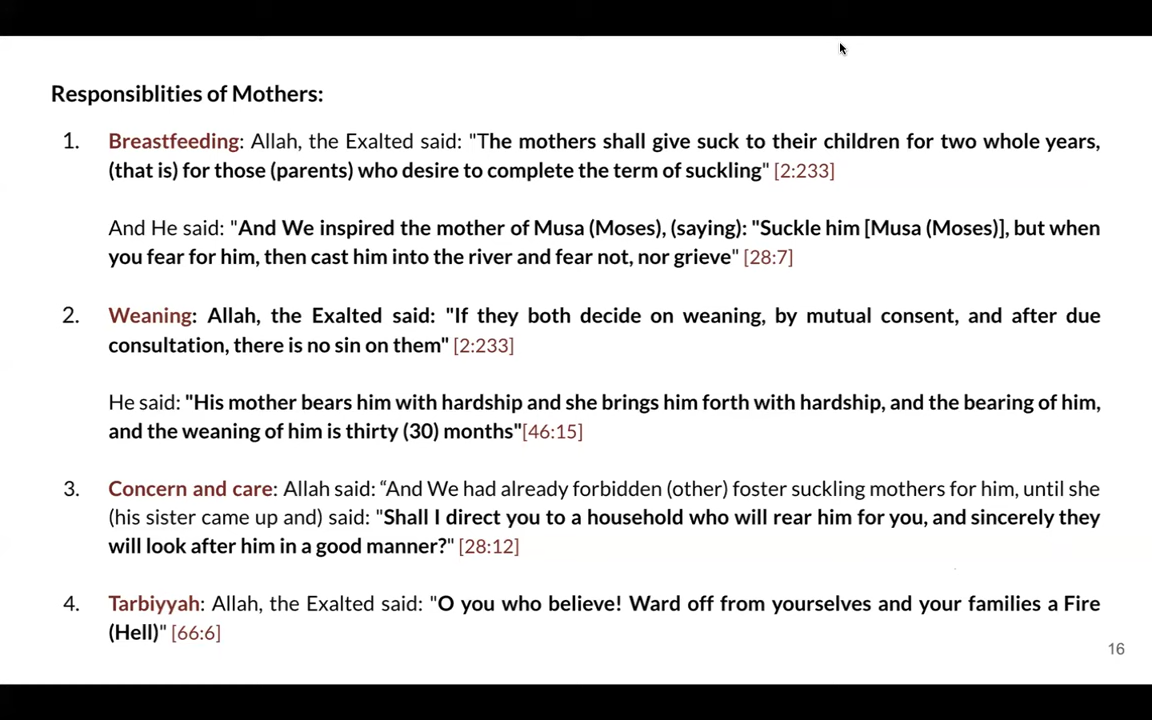 Responsiblities of Mothers:
1. Breastfeeding: Allah, the Exalted said: "The mothers shall give suck to their children for two whole years,
(that is) for those (parents) who desire to complete the term of suckling" [2:233]
And He said: "And We inspired the mother of Musa (Moses), (saying): "Suckle him [Musa (Moses)], but when
you fear for him, then cast him into the river and fear not, nor grieve" [28:7]
2. Weaning: Allah, the Exalted said: "If they both decide on weaning, by mutual consent, and after due
consultation, there is no sin on them" [2:233]
He said: "His mother bears him with hardship and she brings him forth with hardship, and the bearing of him,
and the weaning of him is thirty (30) months"[46:15]
3. Concern and care: Allah said: “And We had already forbidden (other) foster suckling mothers for him, until she
(his sister came up and) said: "Shall I direct you to a household who will rear him for you, and sincerely they
will look after him in a good manner?" [28:12]
4. Tarbiyyah: Allah, the Exalted said: "O you who believe! Ward off from yourselves and your families a Fire
(Hell)" [66:6]
16